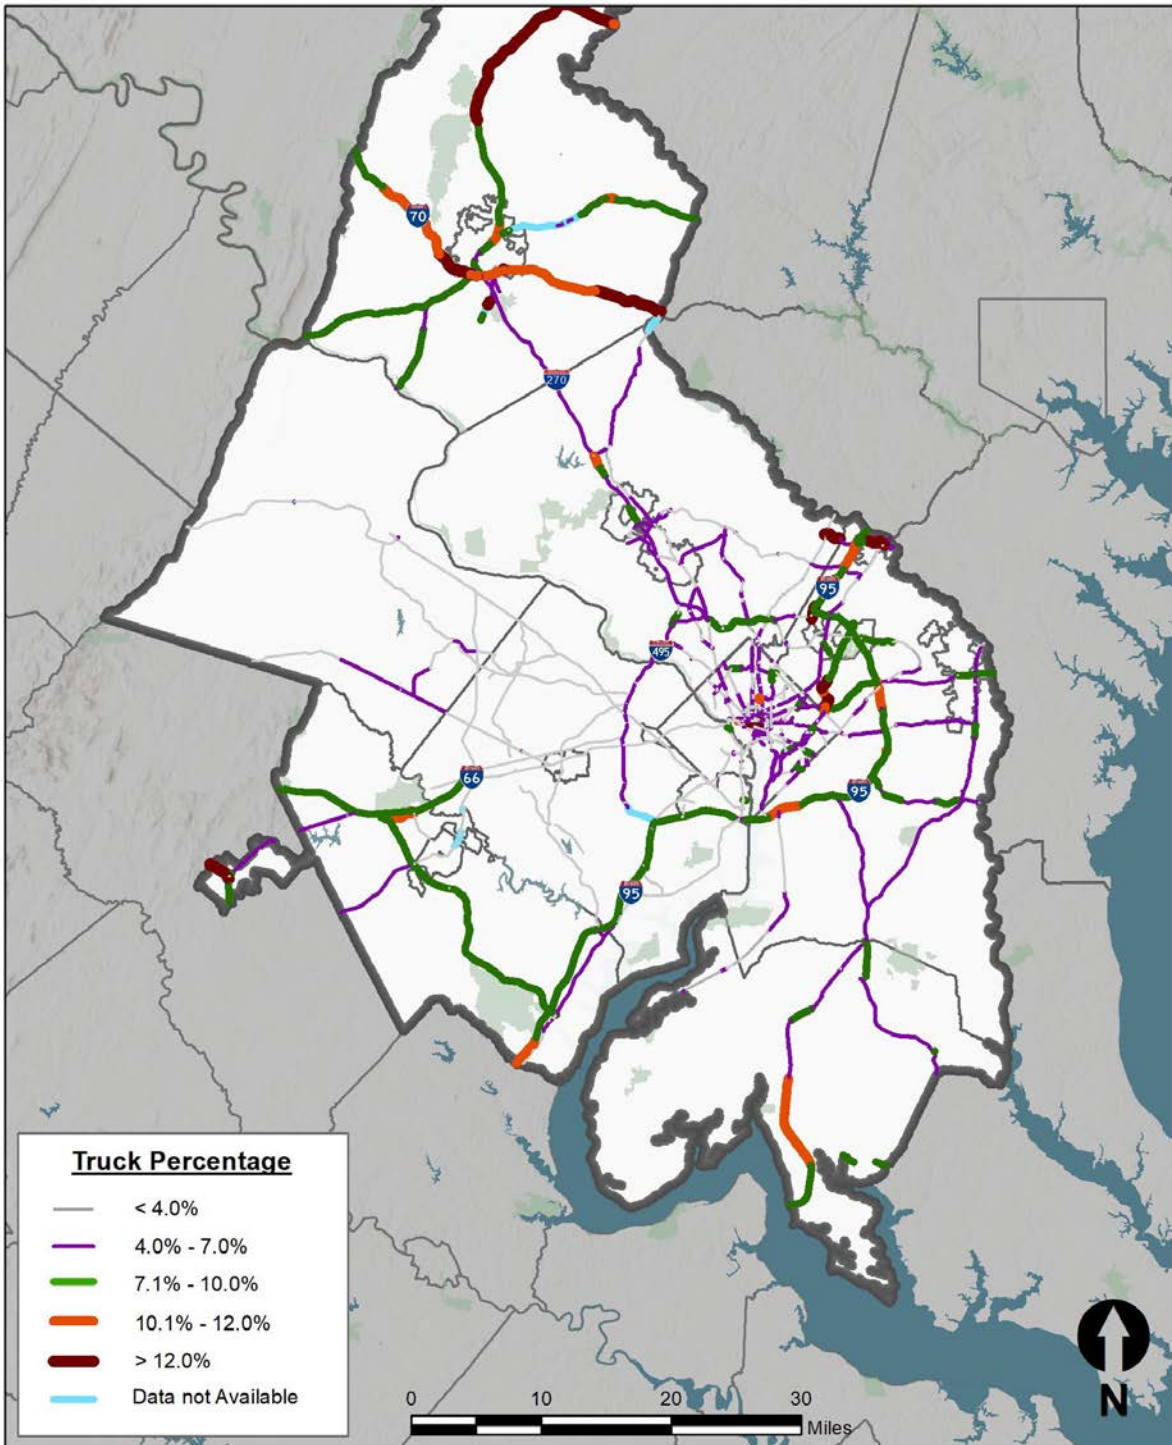 70
270
95
495
66
95
95
Truck Percentage
< 4.0%
4.0% - 7.0%
7.1% - 10.0%
10.1% - 12.0%
> 12.0%
Data not Available
0 10 20 30
Miles
N